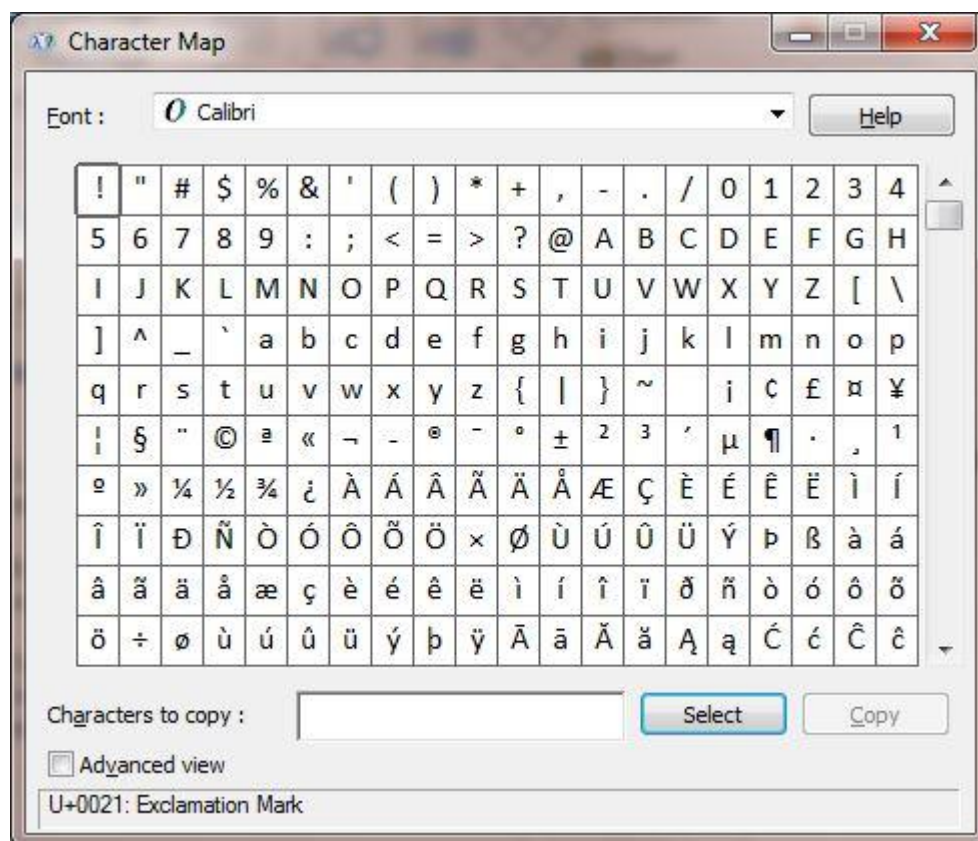 Character Map
Font : O Calibri Help
! " # $ % & ' ( ) * + , - . / 0 1 2 3 4
5 6 7 8 9 : ; < = > ? @ A B C D E F G H
I J K L M N O P Q R S T U V W X Y Z [ \
] ^ _ ` a b c d e f g h i j k l m n o p
q r s t u v w x y z { | } ~   ¡ ¢ £ ¤ ¥
¦ § ¨ © ª « ¬ - ® ¯ ° ± ² ³ ´ µ ¶ · ¸ ¹
º » ¼ ½ ¾ ¿ À Á Â Ã Ä Å Æ Ç È É Ê Ë Ì Í
Î Ï Ð Ñ Ò Ó Ô Õ Ö × Ø Ù Ú Û Ü Ý Þ ß à á
â ã ä å æ ç è é ê ë ì í î ï ð ñ ò ó ô õ
ö ÷ ø ù ú û ü ý þ ÿ Ā ā Ă ă Ą ą Ć ć Ĉ ĉ
Characters to copy : Select Copy
Advanced view
U+0021: Exclamation Mark